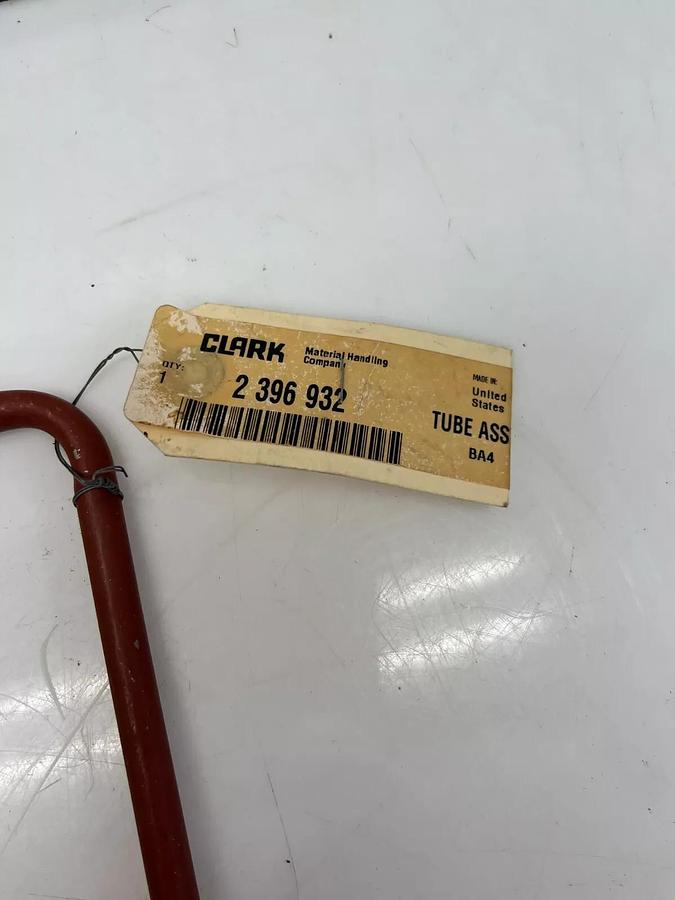 CLARK
Material Handling
Company
QTY:
1
2 396 932
MADE IN:
United
States
TUBE ASS
BA4